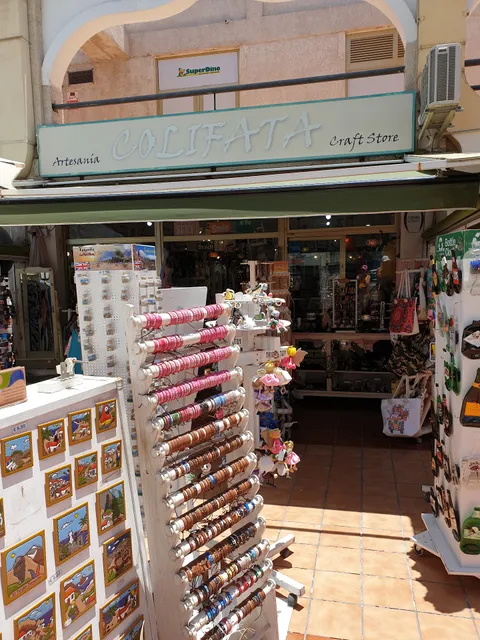 SuperDino
Artesanía
COLIFATA
Craft Store